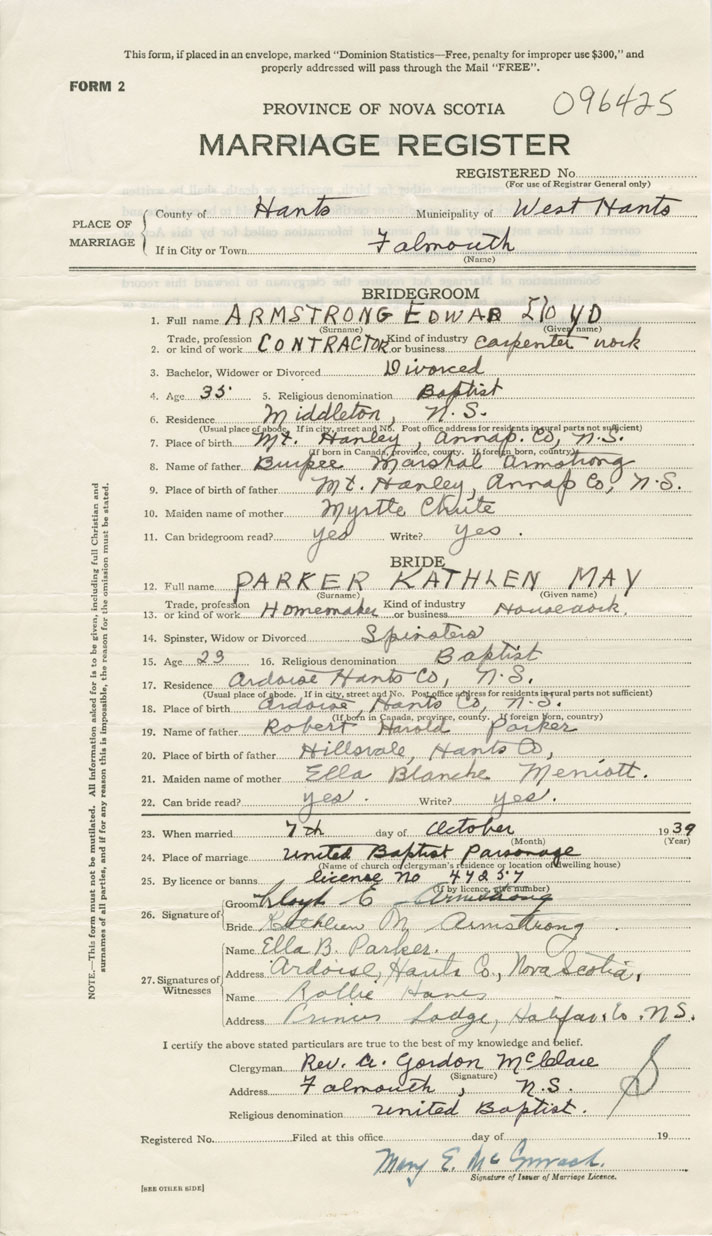 This form, if placed in an envelope, marked "Dominion Statistics—Free, penalty for improper use $300," and
properly addressed will pass through the Mail "FREE".
FORM 2
096425
PROVINCE OF NOVA SCOTIA
MARRIAGE REGISTER
REGISTERED No.
(For use of Registrar General only)
PLACE OF MARRIAGE
County of Hants Municipality of West Hants
If in City or Town Falmouth
(Name)
BRIDEGROOM
1. Full name ARMSTRONG EDWARD LLOYD
(Surname) (Given name)
2. Trade, profession or kind of work CONTRACTOR Kind of industry or business Carpenter work
3. Bachelor, Widower or Divorced Divorced
4. Age 35 5. Religious denomination Baptist
6. Residence Middleton, N.S.
(Usual place of abode. If in city, street and No. Post office address for residents in rural parts not sufficient)
7. Place of birth Mt. Hanley, Annap. Co, N.S.
(If born in Canada, province, county. If foreign born, country)
8. Name of father Burpee Marshal Armstrong
9. Place of birth of father Mt. Hanley, Annap Co, N.S.
10. Maiden name of mother Myrtle Chute
11. Can bridegroom read? yes Write? yes.
BRIDE
12. Full name PARKER KATHLEN MAY
(Surname) (Given name)
13. Trade, profession or kind of work Homemaker Kind of industry or business Housework.
14. Spinster, Widow or Divorced Spinster
15. Age 23 16. Religious denomination Baptist
17. Residence Ardoise Hants Co, N.S.
(Usual place of abode. If in city, street and No. Post office address for residents in rural parts not sufficient)
18. Place of birth Ardoise, Hants Co, N.S.
(If born in Canada, province, county. If foreign born, country)
19. Name of father Robert Harold Parker
20. Place of birth of father Hillsvale, Hants Co,
21. Maiden name of mother Ella Blanche Merriott.
22. Can bride read? yes. Write? yes.
23. When married 7th day of October 1939
(Month) (Year)
24. Place of marriage United Baptist Parsonage
(Name of church or clergyman's residence or location of dwelling house)
25. By licence or banns license no 44257
(If by licence, give number)
26. Signature of
Groom Lloyd E Armstrong
Bride Kathleen M. Armstrong
27. Signatures of Witnesses
Name Ella B. Parker.
Address Ardoise, Hants Co., Nova Scotia,
Name Rollie
Address Princes Lodge, Halifax Co. N.S.
I certify the above stated particulars are true to the best of my knowledge and belief.
Clergyman Rev. A. Gordon
(Signature)
Address Falmouth, N.S.
Religious denomination United Baptist.
Registered No. Filed at this office day of 19
Mary E.
Signature of Issuer of Marriage Licence.
[SEE OTHER SIDE]
NOTE.—This form must not be mutilated. All information asked for is to be given, including full Christian and
surnames of all parties, and if for any reason this is impossible, the reason for the omission must be stated.